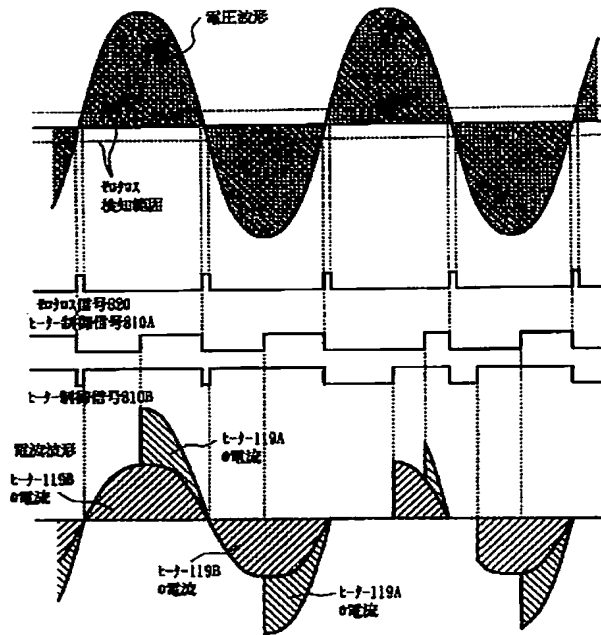 電圧波形
ゼロクロス
検知範囲
ゼロクロス信号820
ヒーター制御信号810A
ヒーター制御信号810B
電流波形
ヒーター119A
の電流
ヒーター119B
の電流
ヒーター119B
の電流
ヒーター119A
の電流